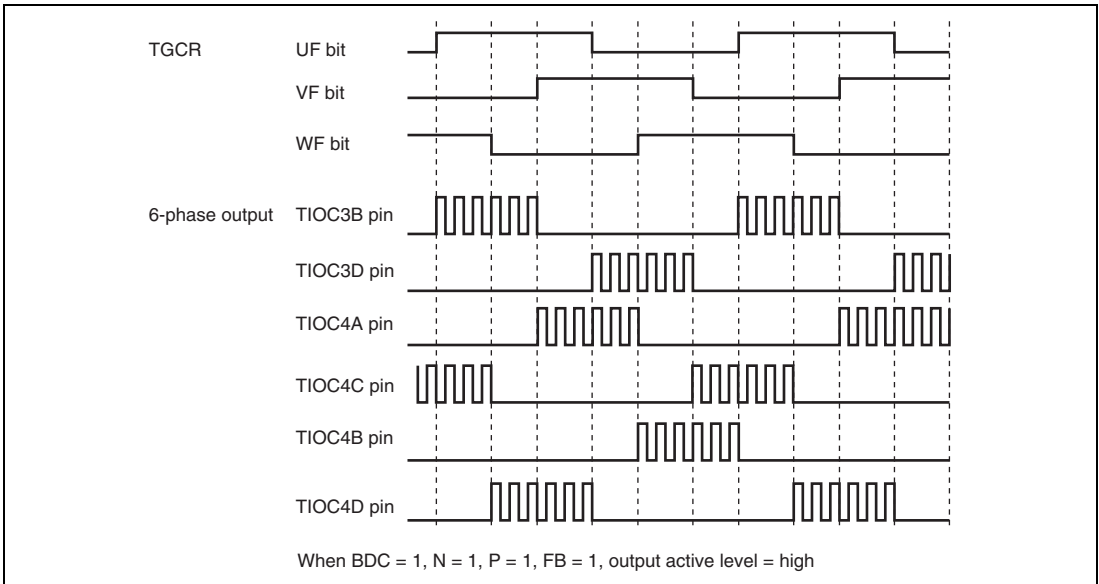 TGCR UF bit
VF bit
WF bit
6-phase output TIOC3B pin
TIOC3D pin
TIOC4A pin
TIOC4C pin
TIOC4B pin
TIOC4D pin
When BDC = 1, N = 1, P = 1, FB = 1, output active level = high